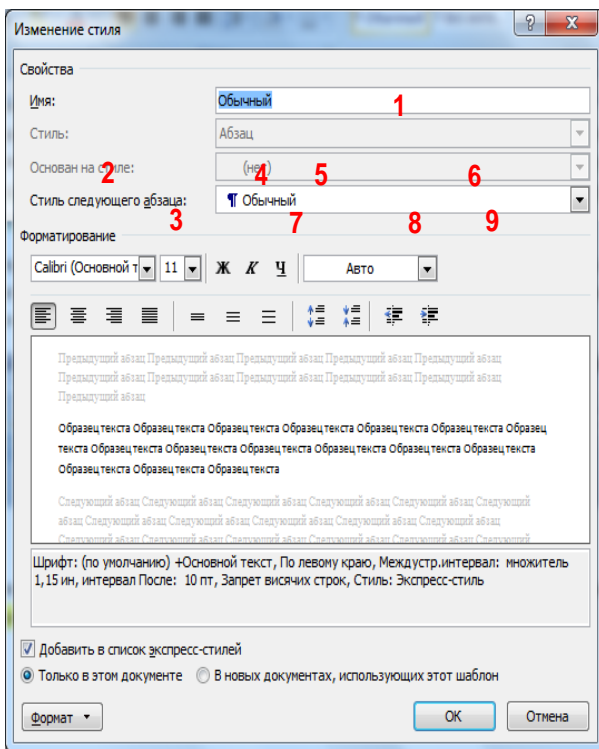 Изменение стиля
Свойства
Имя: Обычный
1
Стиль: Абзац
Основан на стиле: (нет)
2 4 5 6
Стиль следующего абзаца: ¶ Обычный
3 7 8 9
Форматирование
Calibri (Основной т 11 Ж К Ч Авто
Предыдущий абзац Предыдущий абзац Предыдущий абзац Предыдущий абзац Предыдущий абзац
Предыдущий абзац Предыдущий абзац Предыдущий абзац Предыдущий абзац Предыдущий абзац
Предыдущий абзац
Образец текста Образец текста Образец текста Образец текста Образец текста Образец текста Образец
текста Образец текста Образец текста Образец текста Образец текста Образец текста Образец текста
Образец текста Образец текста Образец текста
Следующий абзац Следующий абзац Следующий абзац Следующий абзац Следующий
абзац Следующий абзац Следующий абзац Следующий абзац Следующий абзац
Следующий абзац Следующий абзац Следующий абзац Следующий абзац Следующий
Шрифт: (по умолчанию) +Основной текст, По левому краю, Междустр.интервал: множитель
1,15 ин, интервал После: 10 пт, Запрет висячих строк, Стиль: Экспресс-стиль
Добавить в список экспресс-стилей
Только в этом документе В новых документах, использующих этот шаблон
Формат ОК Отмена